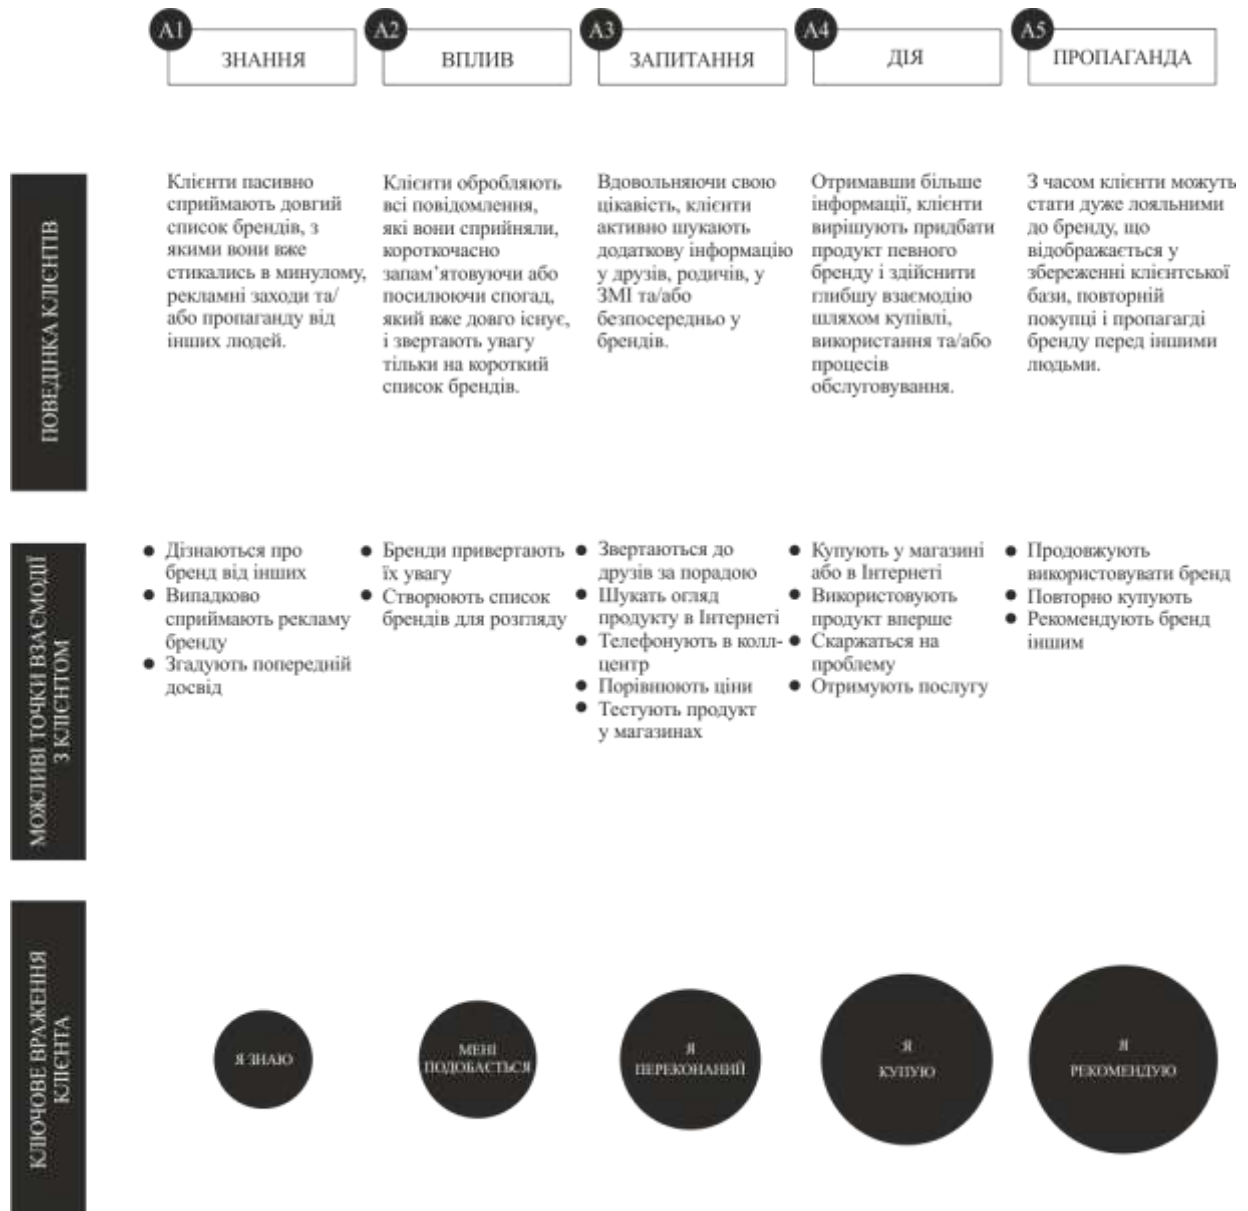 A1
ЗНАННЯ
A2
ВПЛИВ
A3
ЗАПИТАННЯ
A4
ДІЯ
A5
ПРОПАГАНДА
ПОВЕДІНКА КЛІЄНТІВ
Клієнти пасивно
сприймають довгий
список брендів, з
якими вони вже
стикались в минулому,
рекламні заходи та/
або пропаганду від
інших людей.
Клієнти обробляють
всі повідомлення,
які вони сприйняли,
короткочасно
запам’ятовуючи або
посилюючи спогад,
який вже довго існує,
і звертають увагу
тільки на короткий
список брендів.
Вдовольняючи свою
цікавість, клієнти
активно шукають
додаткову інформацію
у друзів, родичів, у
ЗМІ та/або
безпосередньо у
брендів.
Отримавши більше
інформації, клієнти
вирішують придбати
продукт певного
бренду і здійснити
глибшу взаємодію
шляхом купівлі,
використання та/або
процесів
обслуговування.
З часом клієнти можуть
стати дуже лояльними
до бренду, що
відображається у
збереженні клієнтської
бази, повторній
покупці і пропагагді
бренду перед іншими
людьми.
МОЖЛИВІ ТОЧКИ ВЗАЄМОДІЇ
З КЛІЄНТОМ
● Дізнаються про
бренд від інших
● Випадково
сприймають рекламу
бренду
● Згадують попередній
досвід
● Бренди привертають
їх увагу
● Створюють список
брендів для розгляду
● Звертаються до
друзів за порадою
● Шукать огляд
продукту в Інтернеті
● Телефонують в колл-
центр
● Порівнюють ціни
● Тестують продукт
у магазинах
● Купують у магазині
або в Інтернеті
● Використовують
продукт вперше
● Скаржаться на
проблему
● Отримують послугу
● Продовжують
використовувати бренд
● Повторно купують
● Рекомендують бренд
іншим
КЛЮЧОВЕ ВРАЖЕННЯ
КЛІЄНТА
Я ЗНАЮ
МЕНІ
ПОДОБАЄТЬСЯ
Я
ПЕРЕКОНАНИЙ
Я
КУПУЮ
Я
РЕКОМЕНДУЮ